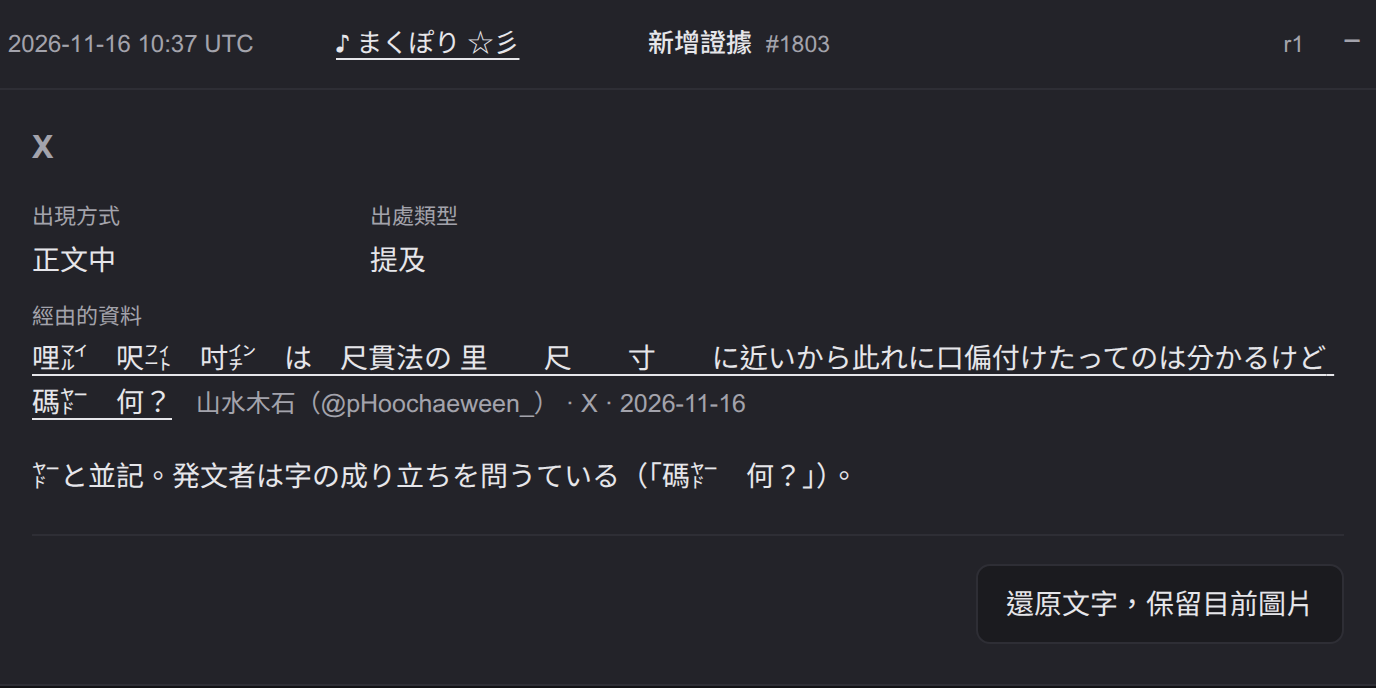 2026-11-16 10:37 UTC ♪ まくぽり ☆彡 新增證據 #1803 r1 −
X
出現方式 出處類型
正文中 提及
經由的資料
哩㍄ 呎㌳ 吋㌅ は 尺貫法の 里 尺 寸 に近いから此れに口偏付けたってのは分かるけど
碼㍎ 何？ 山水木石（@pHoochaeween_） · X · 2026-11-16
㍎と並記。発文者は字の成り立ちを問うている（「碼㍎ 何？」）。
還原文字，保留目前圖片